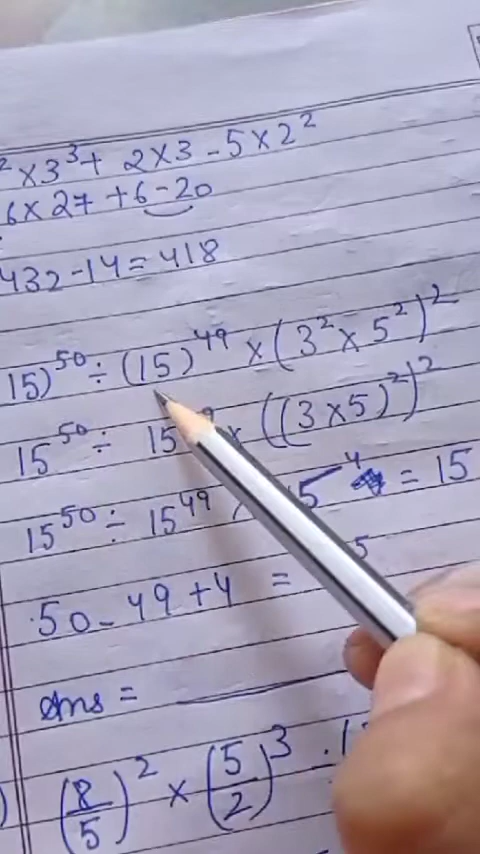 ² × 3³ + 2 × 3 - 5 × 2²
6 × 27 + 6 - 20
432 - 14 = 418
15)⁵⁰ ÷ (15)⁴⁹ × (3² × 5²)²
15⁵⁰ ÷ 15 × ((3 × 5)²)²
15⁵⁰ ÷ 15⁴⁹ 5⁴ = 15
50 - 49 + 4 = 5
Ans =
) (8/5)² × (5/2)³